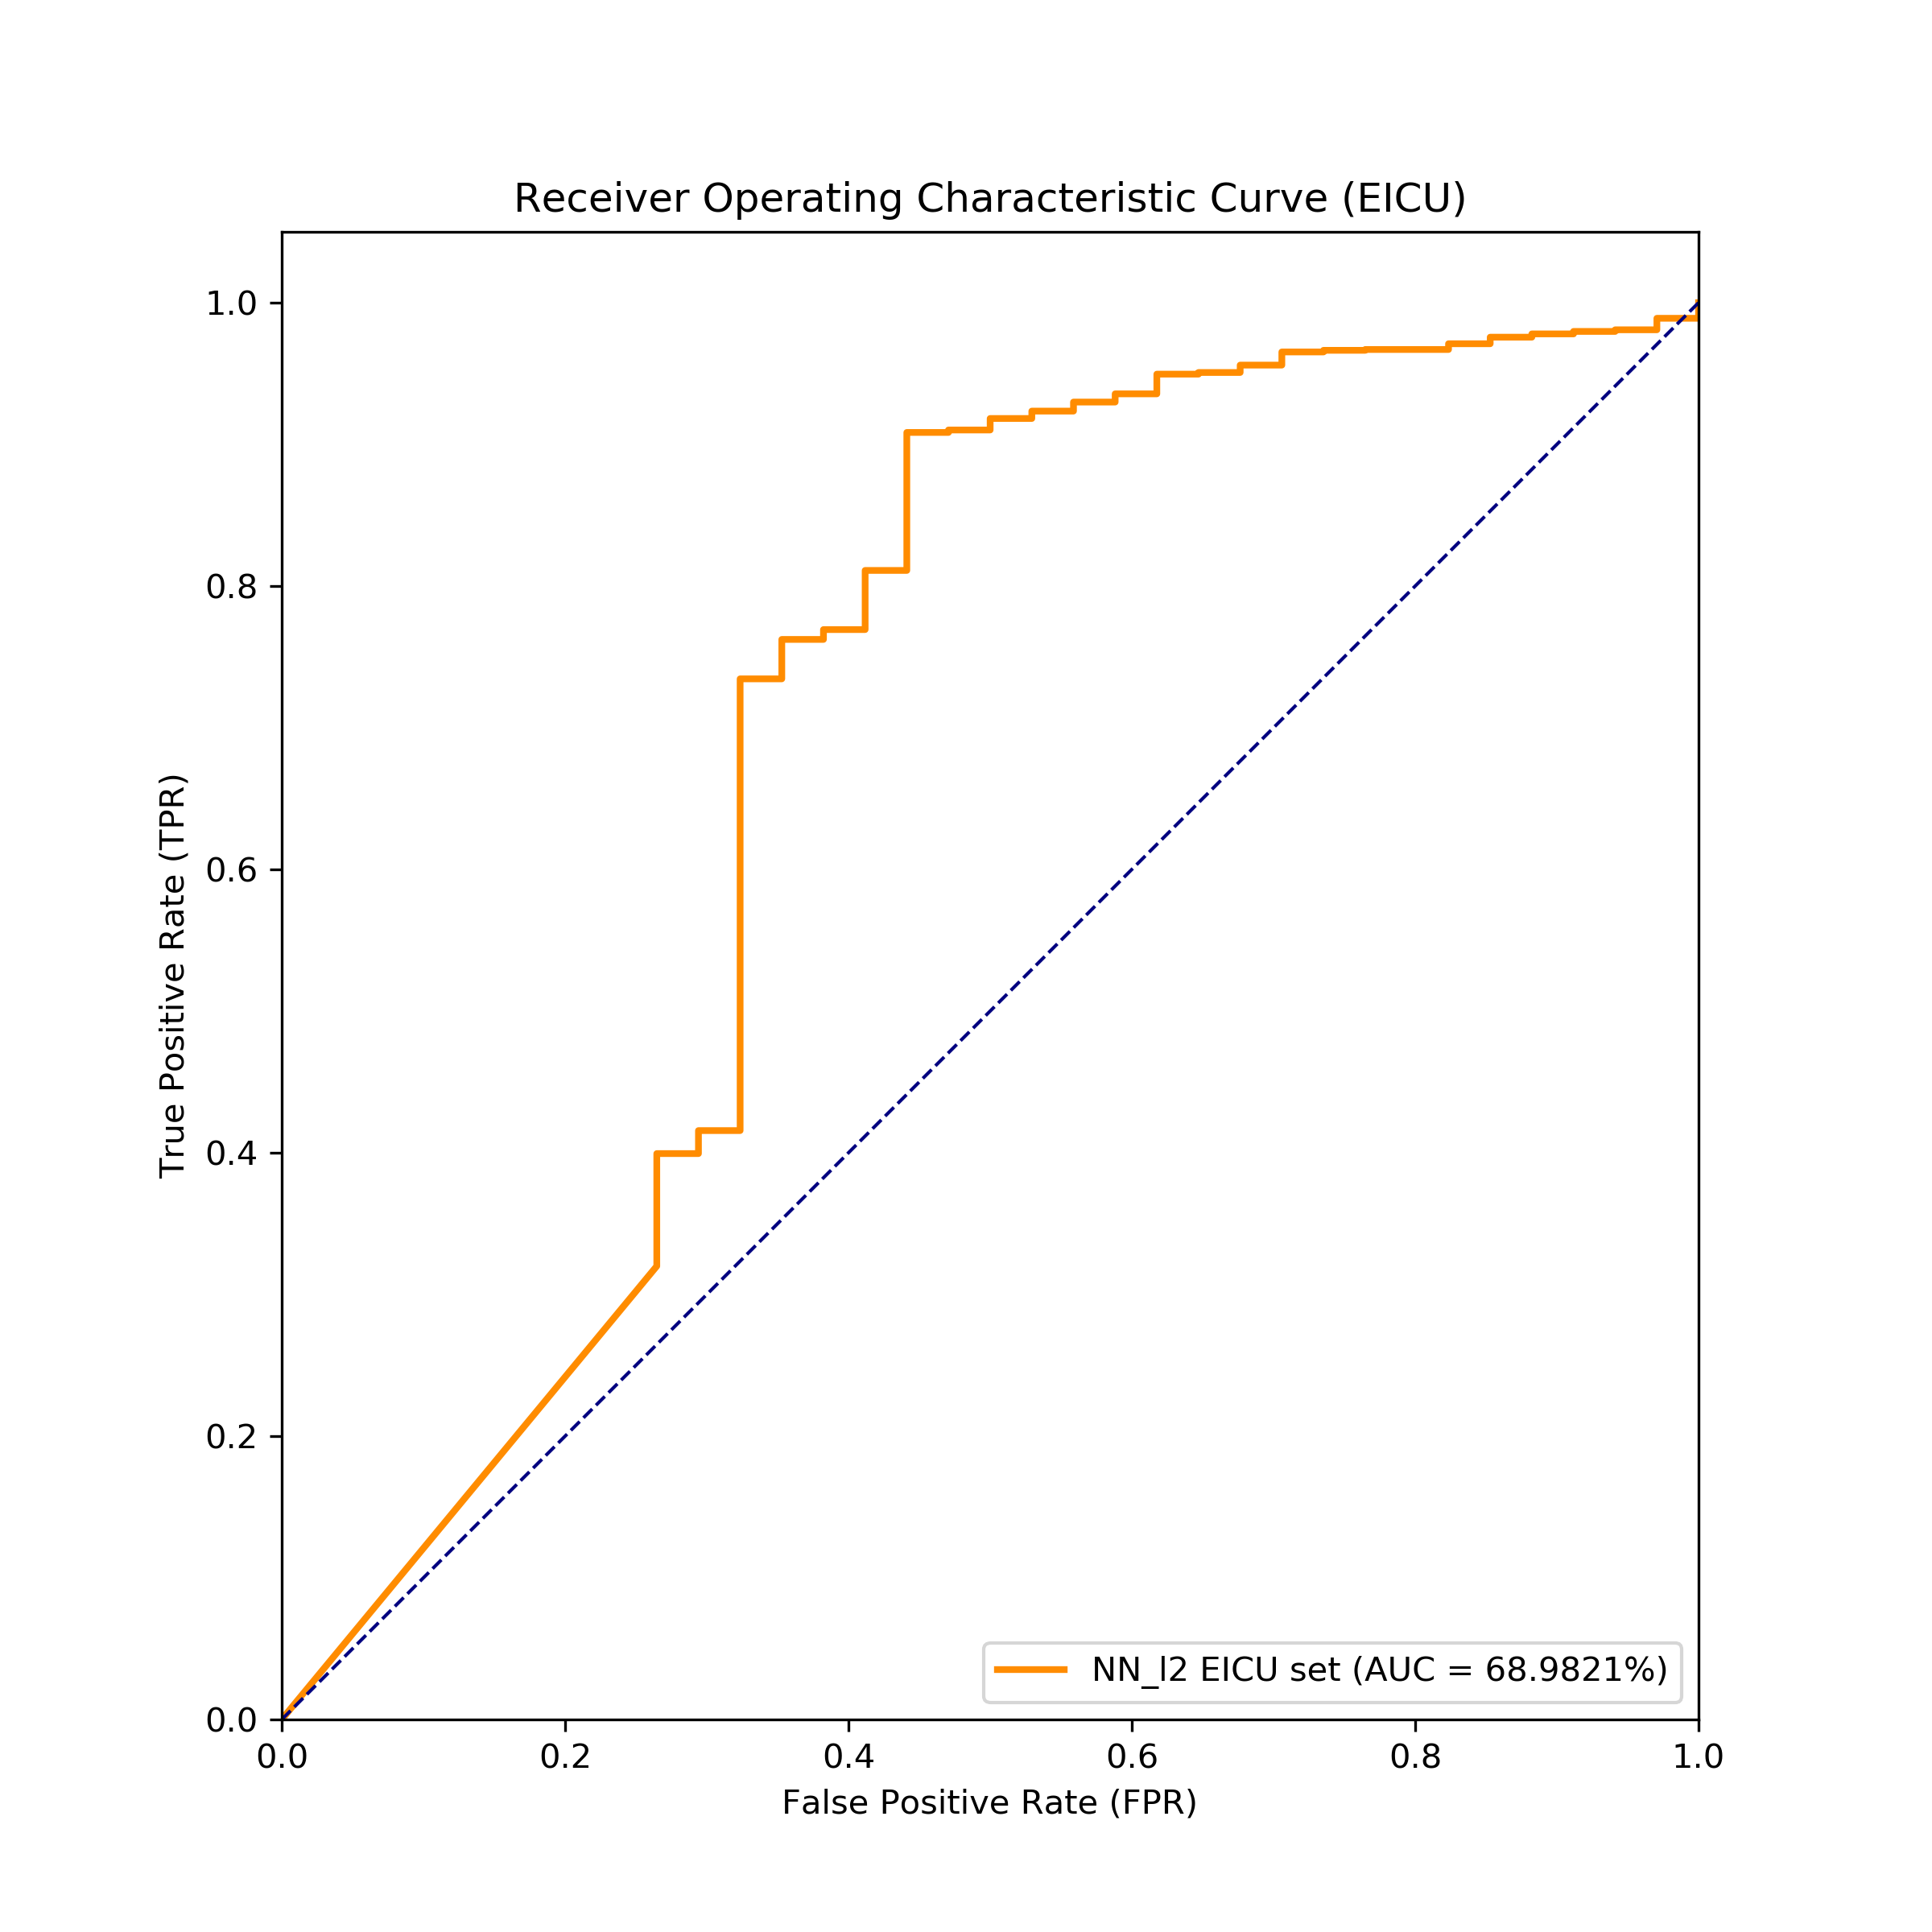 Receiver Operating Characteristic Curve (EICU)
1.0
0.8
0.6
0.4
0.2
0.0
True Positive Rate (TPR)
NN_l2 EICU set (AUC = 68.9821%)
0.0 0.2 0.4 0.6 0.8 1.0
False Positive Rate (FPR)